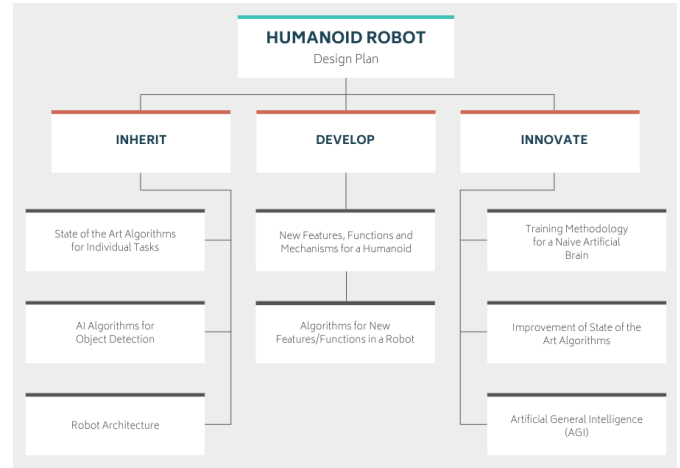 HUMANOID ROBOT
Design Plan
INHERIT
DEVELOP
INNOVATE
State of the Art Algorithms
for Individual Tasks
New Features, Functions and
Mechanisms for a Humanoid
Training Methodology
for a Naive Artificial
Brain
AI Algorithms for
Object Detection
Algorithms for New
Features/Functions in a Robot
Improvement of State of the
Art Algorithms
Robot Architecture
Artificial General Intelligence
(AGI)